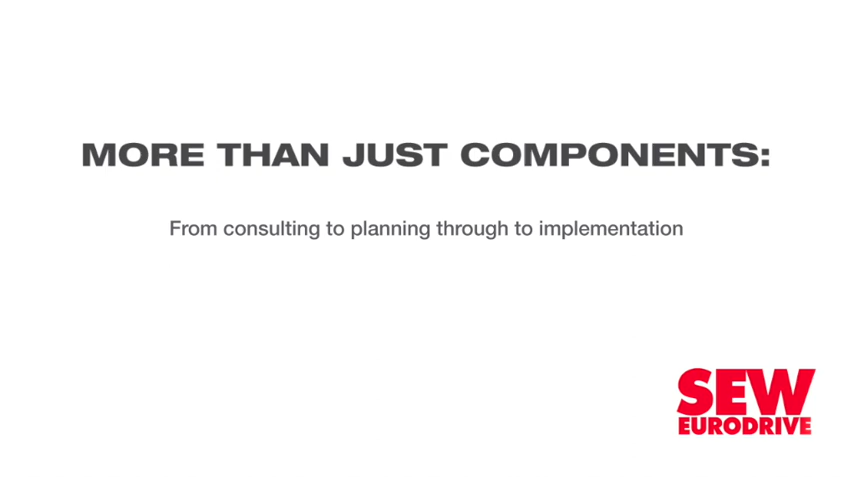 MORE THAN JUST COMPONENTS:
From consulting to planning through to implementation
SEW
EURODRIVE